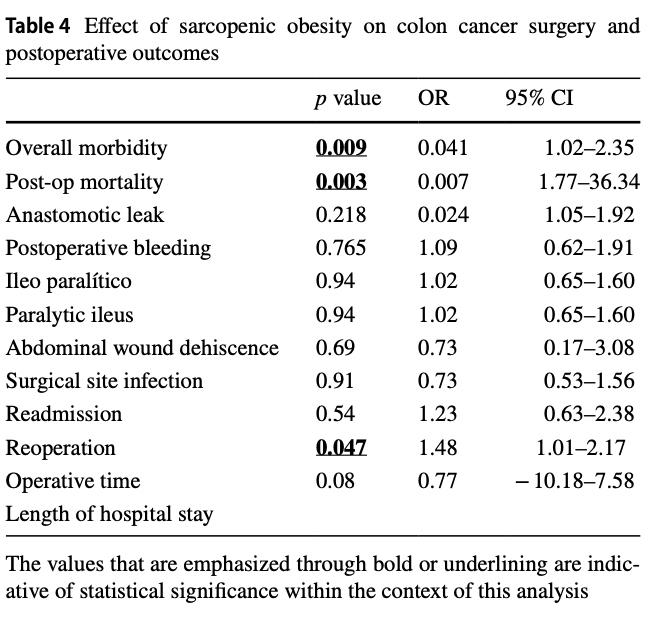 Table 4 Effect of sarcopenic obesity on colon cancer surgery and
postoperative outcomes
p value OR 95% CI
Overall morbidity 0.009 0.041 1.02–2.35
Post-op mortality 0.003 0.007 1.77–36.34
Anastomotic leak 0.218 0.024 1.05–1.92
Postoperative bleeding 0.765 1.09 0.62–1.91
Ileo paralítico 0.94 1.02 0.65–1.60
Paralytic ileus 0.94 1.02 0.65–1.60
Abdominal wound dehiscence 0.69 0.73 0.17–3.08
Surgical site infection 0.91 0.73 0.53–1.56
Readmission 0.54 1.23 0.63–2.38
Reoperation 0.047 1.48 1.01–2.17
Operative time 0.08 0.77 − 10.18–7.58
Length of hospital stay
The values that are emphasized through bold or underlining are indic-
ative of statistical significance within the context of this analysis